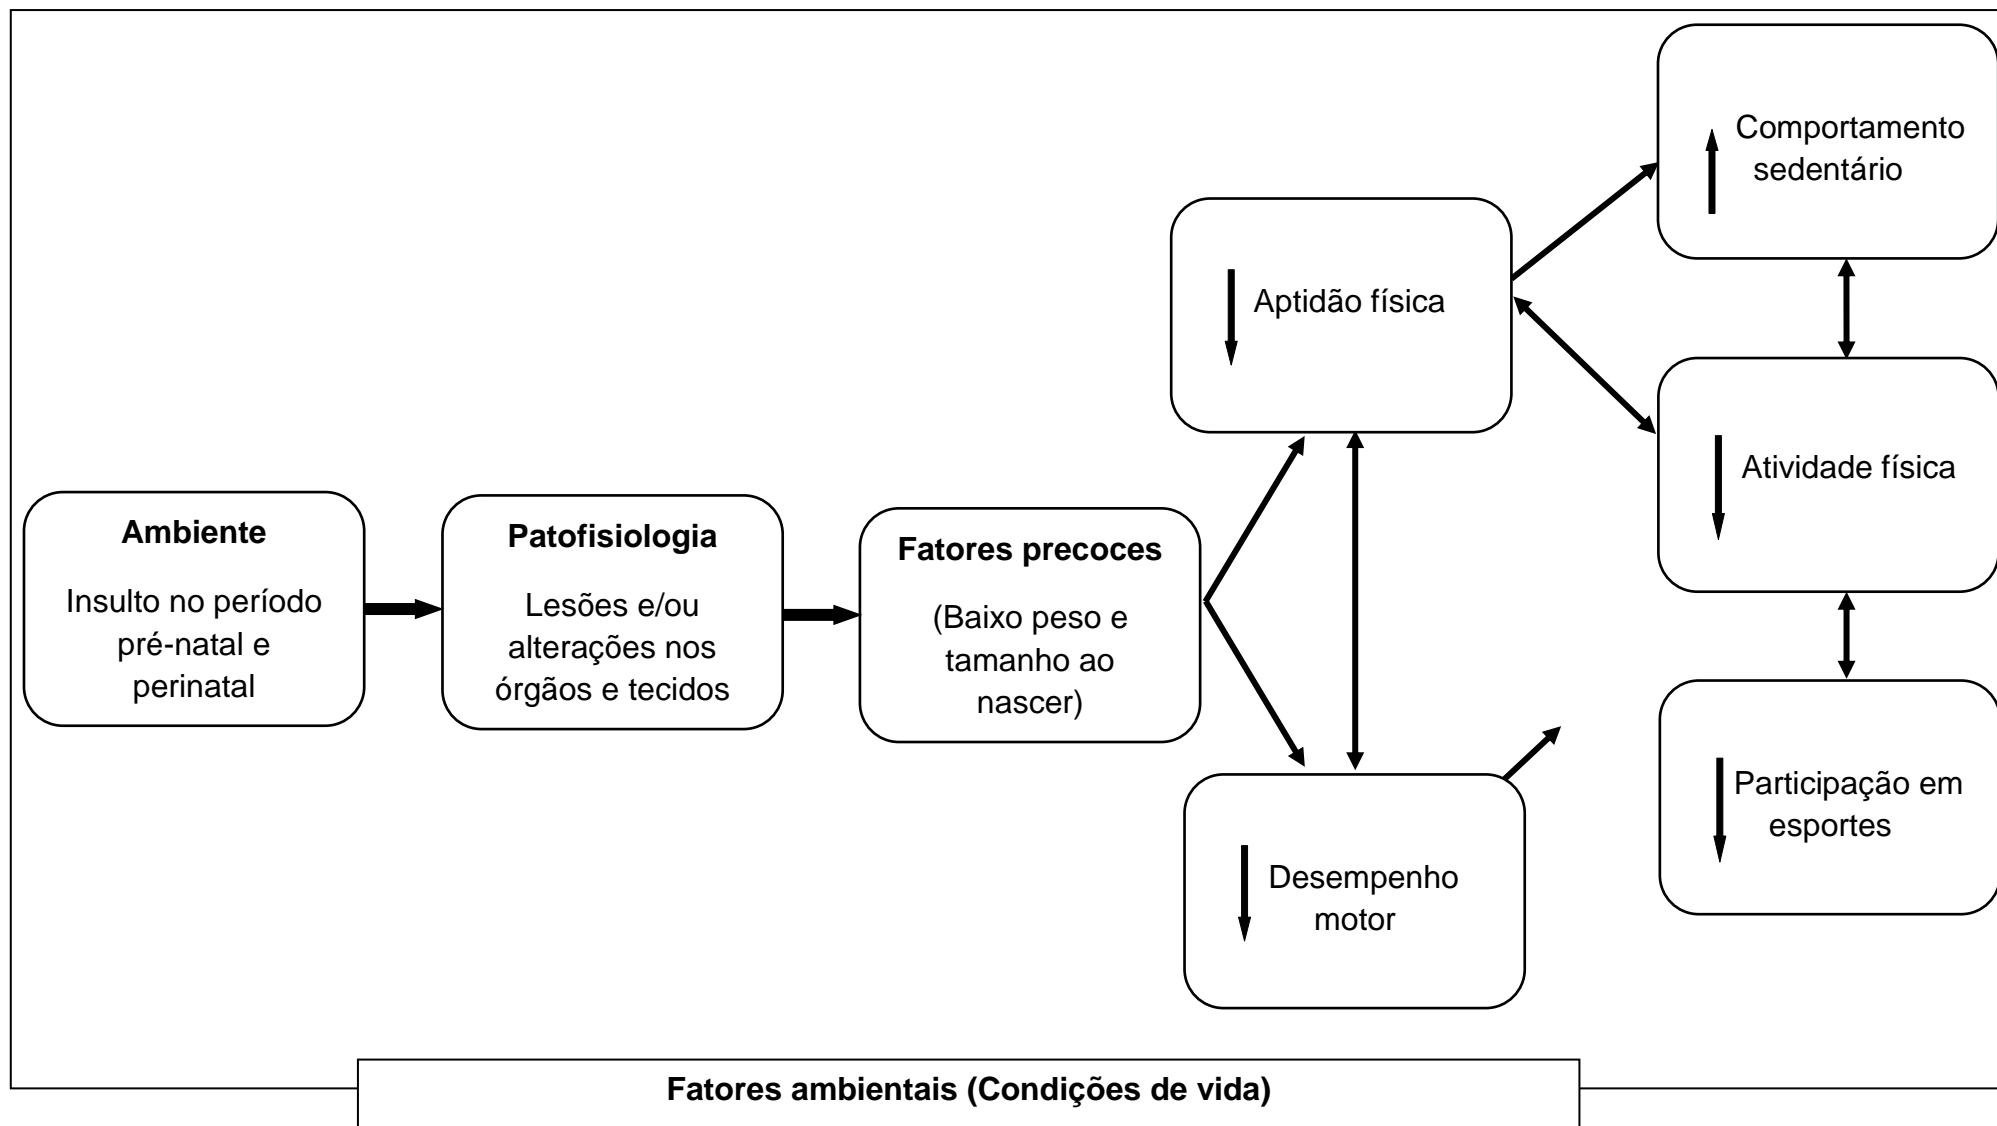 Ambiente
Insulto no período
pré-natal e
perinatal
Patofisiologia
Lesões e/ou
alterações nos
órgãos e tecidos
Fatores precoces
(Baixo peso e
tamanho ao
nascer)
Aptidão física
Desempenho
motor
Comportamento
sedentário
Atividade física
Participação em
esportes
Fatores ambientais (Condições de vida)